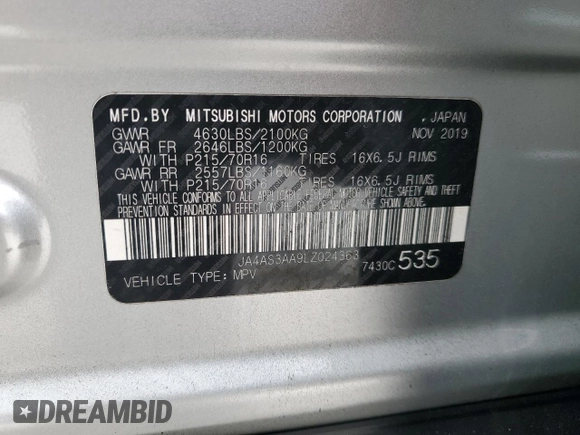 MFD.BY MITSUBISHI MOTORS CORPORATION . JAPAN
GVWR 4630LBS/2100KG NOV 2019
GAWR FR 2646LBS/1200KG
WITH P215/70R16 TIRES 16X6.5J RIMS
GAWR RR 2557LBS/1160KG
WITH P215/70R16 TIRES 16X6.5J RIMS
THIS VEHICLE CONFORMS TO ALL APPLICABLE FEDERAL MOTOR VEHICLE SAFETY AND THEFT
PREVENTION STANDARDS IN EFFECT ON THE DATE OF MANUFACTURE SHOWN ABOVE.
JA4AS3AA9LZ024363
7430C 535
VEHICLE TYPE: MPV
DREAMBID